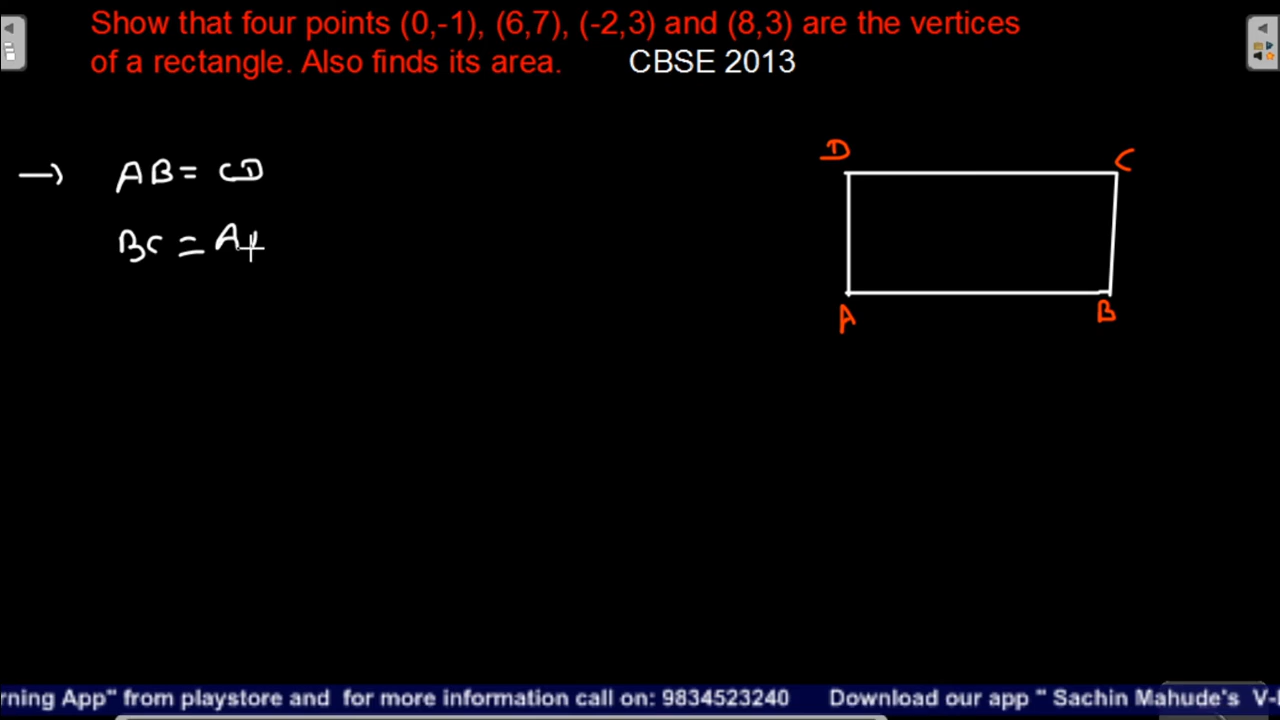 Show that four points (0,-1), (6,7), (-2,3) and (8,3) are the vertices
of a rectangle. Also finds its area. CBSE 2013
→ AB = CD
BC = A
D
C
A
B
rning App" from playstore and for more information call on: 9834523240 Download our app " Sachin Mahude's V-